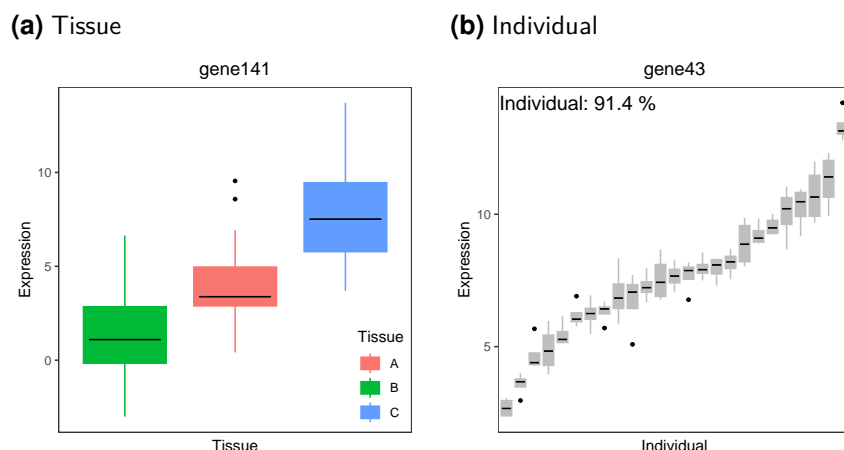 (a) Tissue
gene141
Expression
10
5
0
Tissue
A
B
C
Tissue
(b) Individual
gene43
Individual: 91.4 %
Expression
10
5
Individual